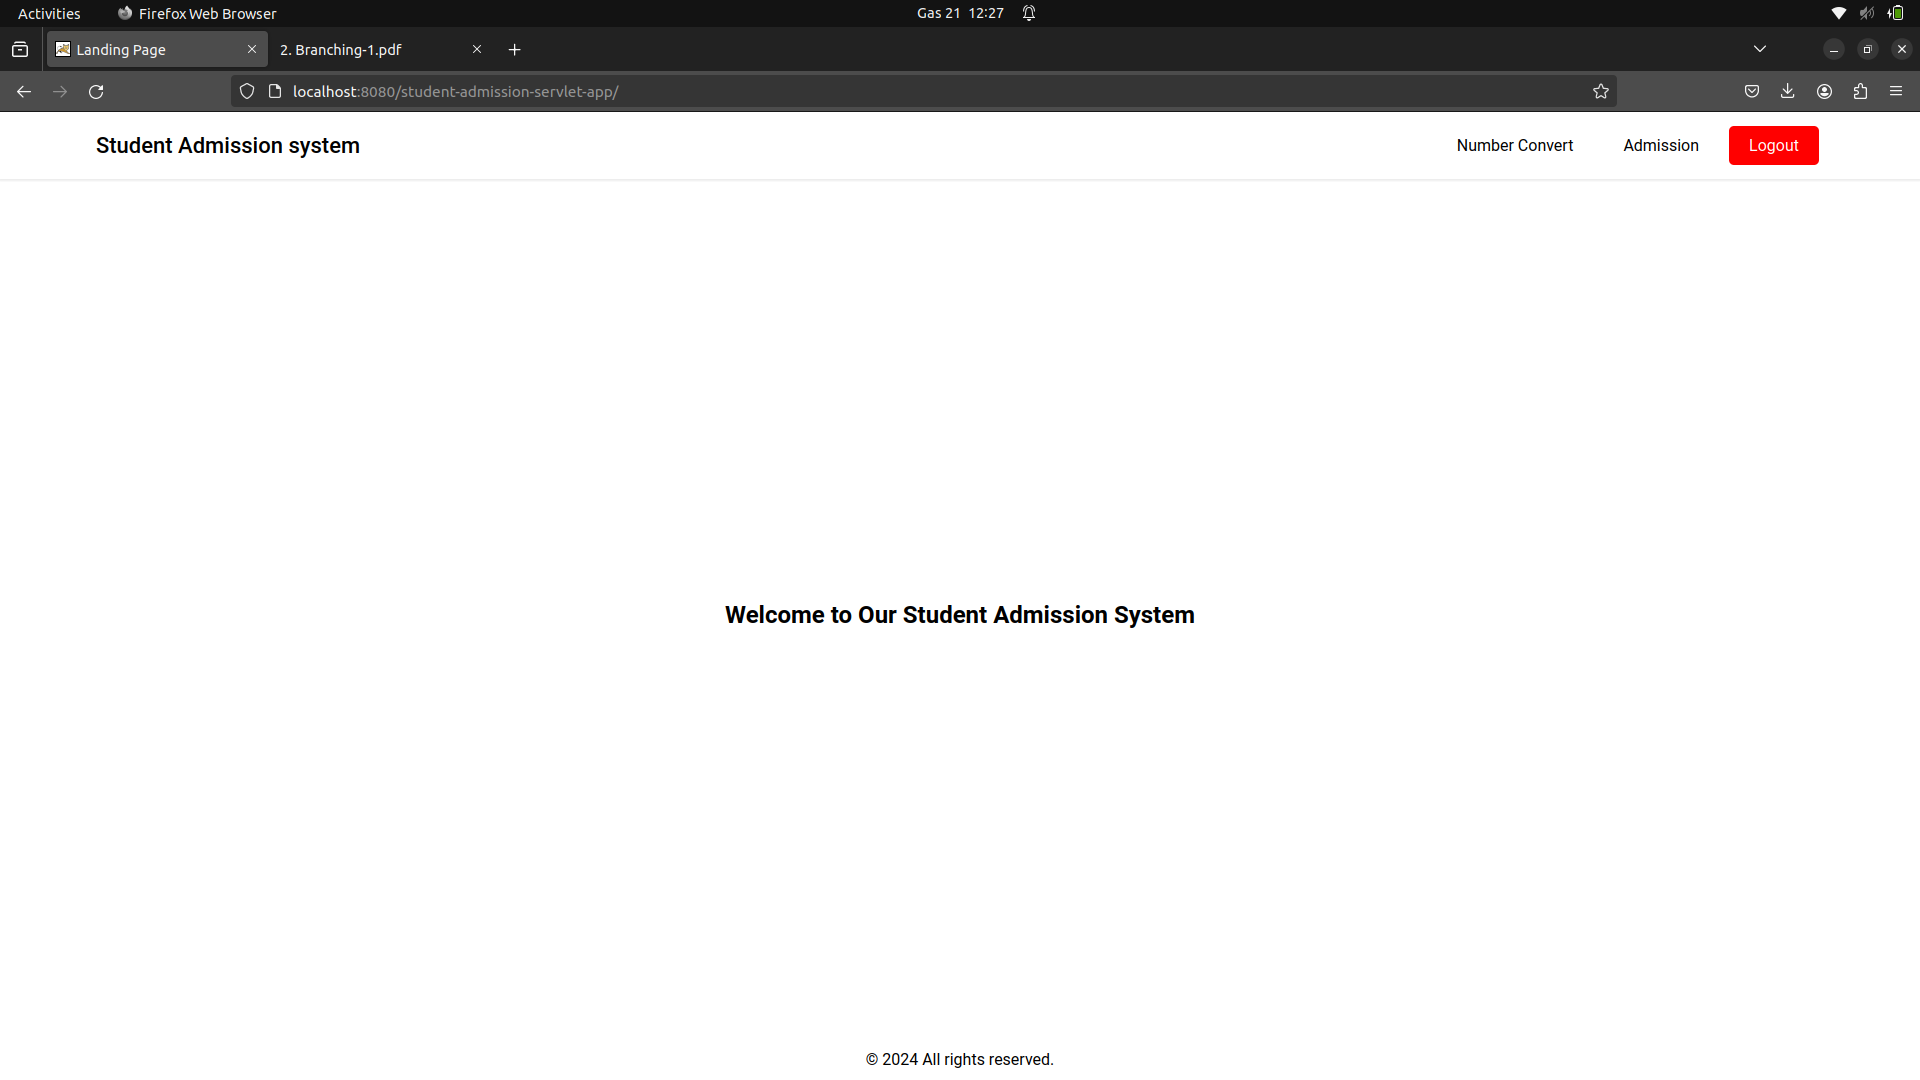 Activities
Firefox Web Browser
Gas 21 12:27
Landing Page
2. Branching-1.pdf
localhost:8080/student-admission-servlet-app/
Student Admission system
Number Convert
Admission
Logout
Welcome to Our Student Admission System
© 2024 All rights reserved.